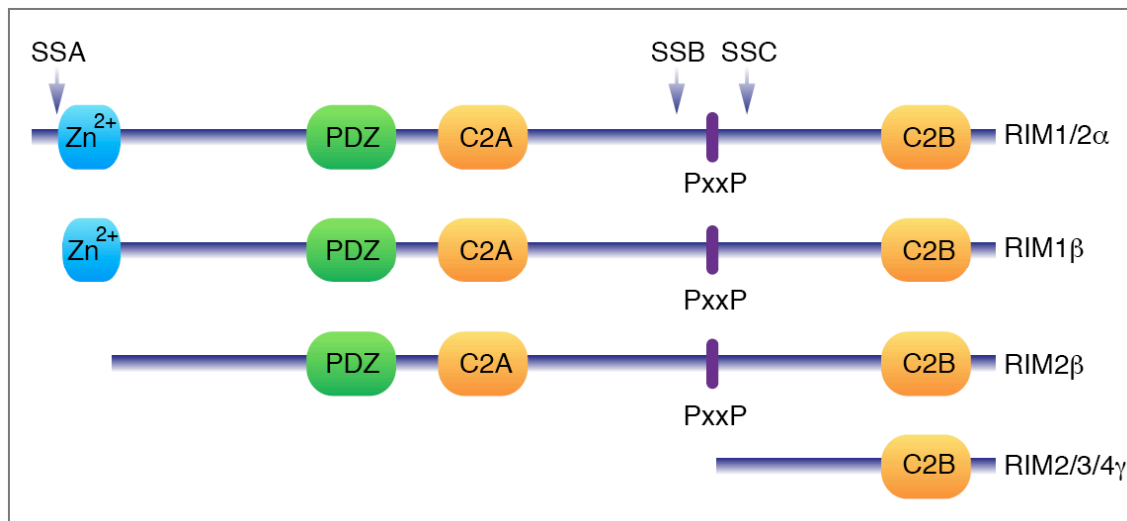 SSA SSB SSC
Zn2+ PDZ C2A C2B RIM1/2α
PxxP
Zn2+ PDZ C2A C2B RIM1β
PxxP
PDZ C2A C2B RIM2β
PxxP
C2B RIM2/3/4γ